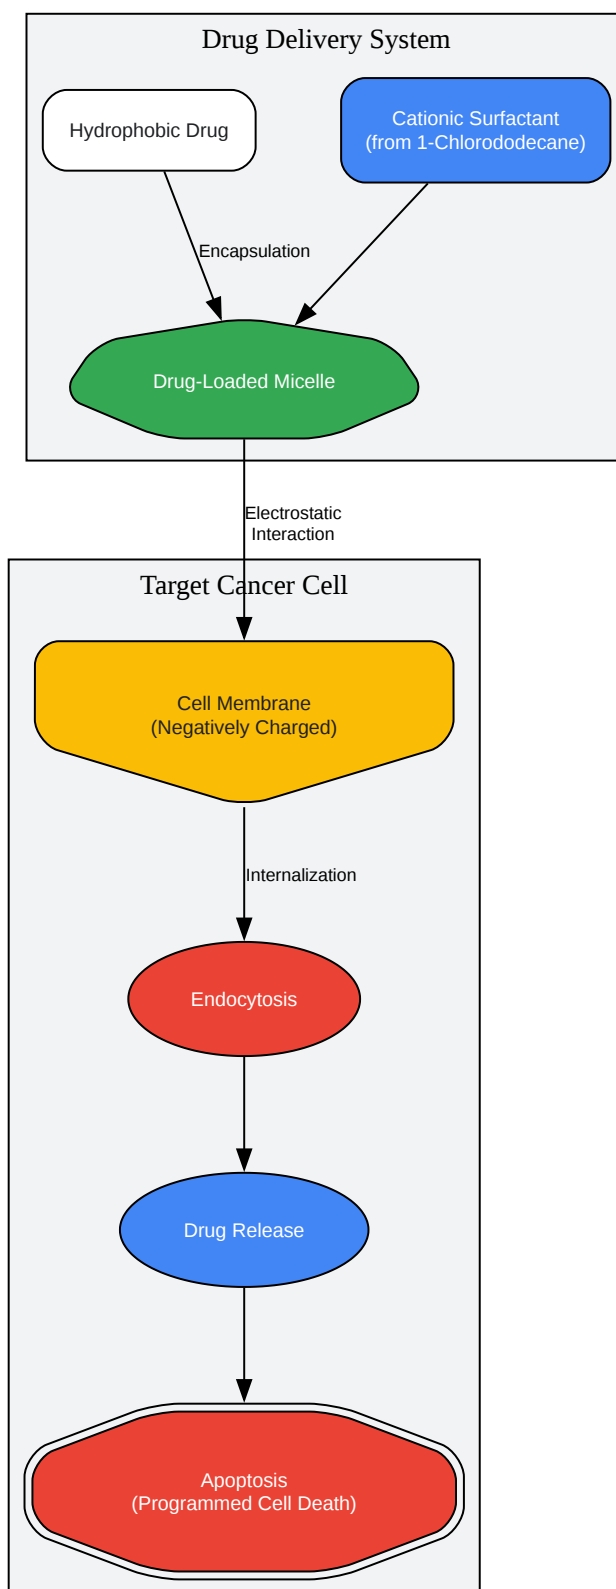 Drug Delivery System
Hydrophobic Drug
Cationic Surfactant
(from 1-Chlorododecane)
Encapsulation
Drug-Loaded Micelle
Electrostatic
Interaction
Target Cancer Cell
Cell Membrane
(Negatively Charged)
Internalization
Endocytosis
Drug Release
Apoptosis
(Programmed Cell Death)